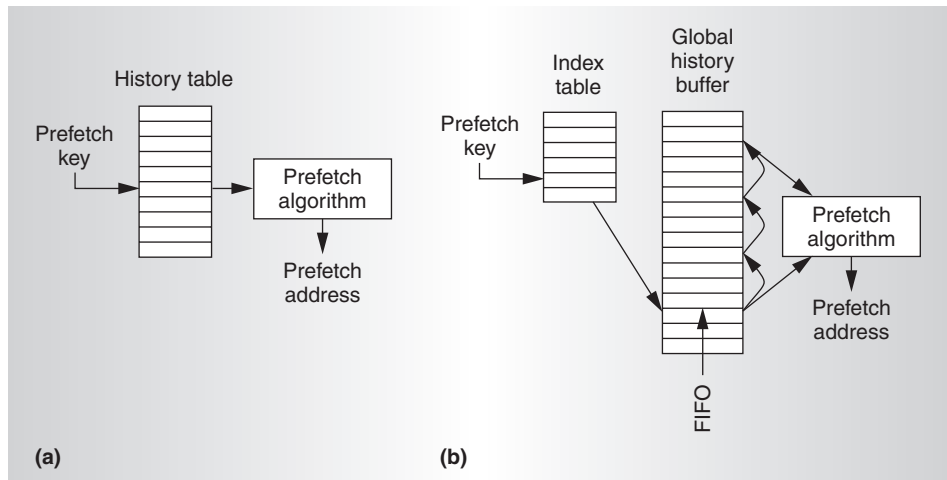 History table
Prefetch
key
Prefetch
algorithm
Prefetch
address
(a)
Index
table
Global
history
buffer
Prefetch
key
Prefetch
algorithm
Prefetch
address
FIFO
(b)